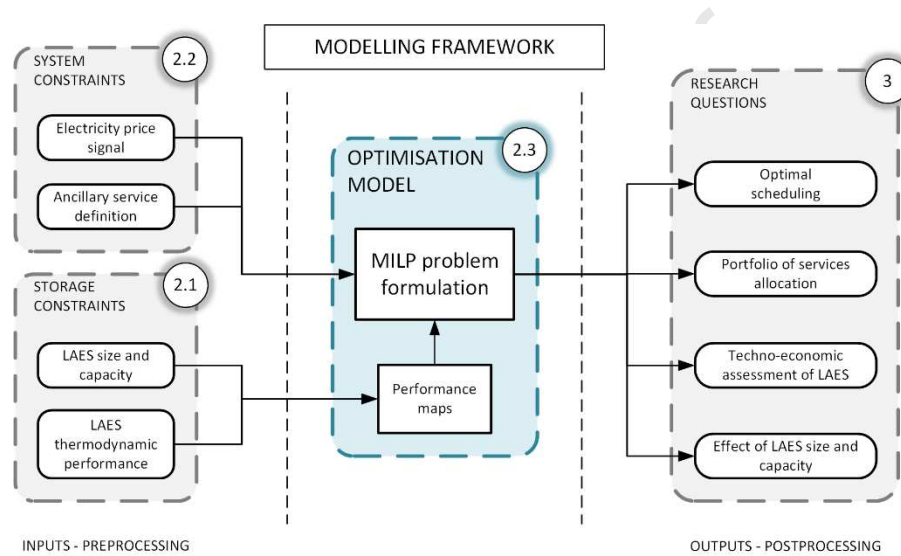 MODELLING FRAMEWORK
2.2
SYSTEM
CONSTRAINTS
Electricity price
signal
Ancillary service
definition
2.1
STORAGE
CONSTRAINTS
LAES size and
capacity
LAES
thermodynamic
performance
INPUTS - PREPROCESSING
2.3
OPTIMISATION
MODEL
MILP problem
formulation
Performance
maps
3
RESEARCH
QUESTIONS
Optimal
scheduling
Portfolio of services
allocation
Techno-economic
assessment of LAES
Effect of LAES size and
capacity
OUTPUTS - POSTPROCESSING